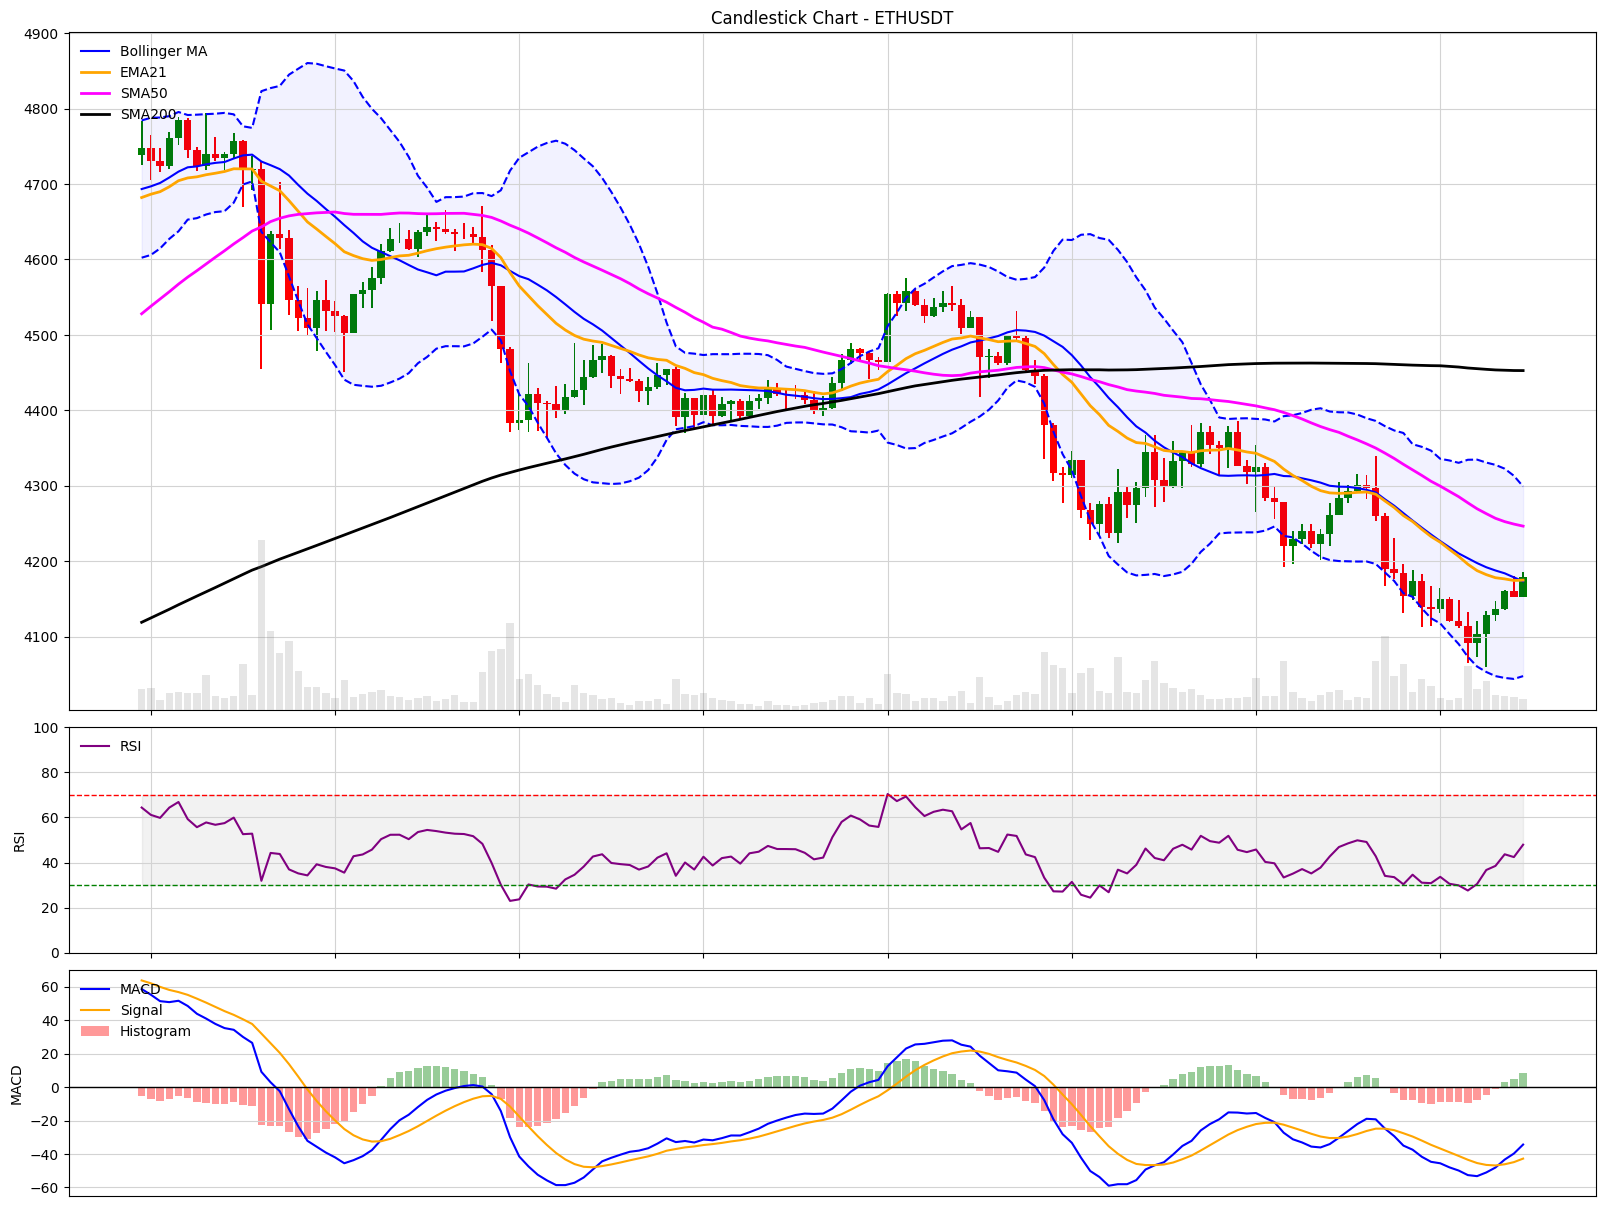 Candlestick Chart - ETHUSDT
4900
4800
4700
4600
4500
4400
4300
4200
4100
Bollinger MA
EMA21
SMA50
SMA200
100
80
60
40
20
0
RSI
RSI
60
40
20
0
−20
−40
−60
MACD
MACD
Signal
Histogram